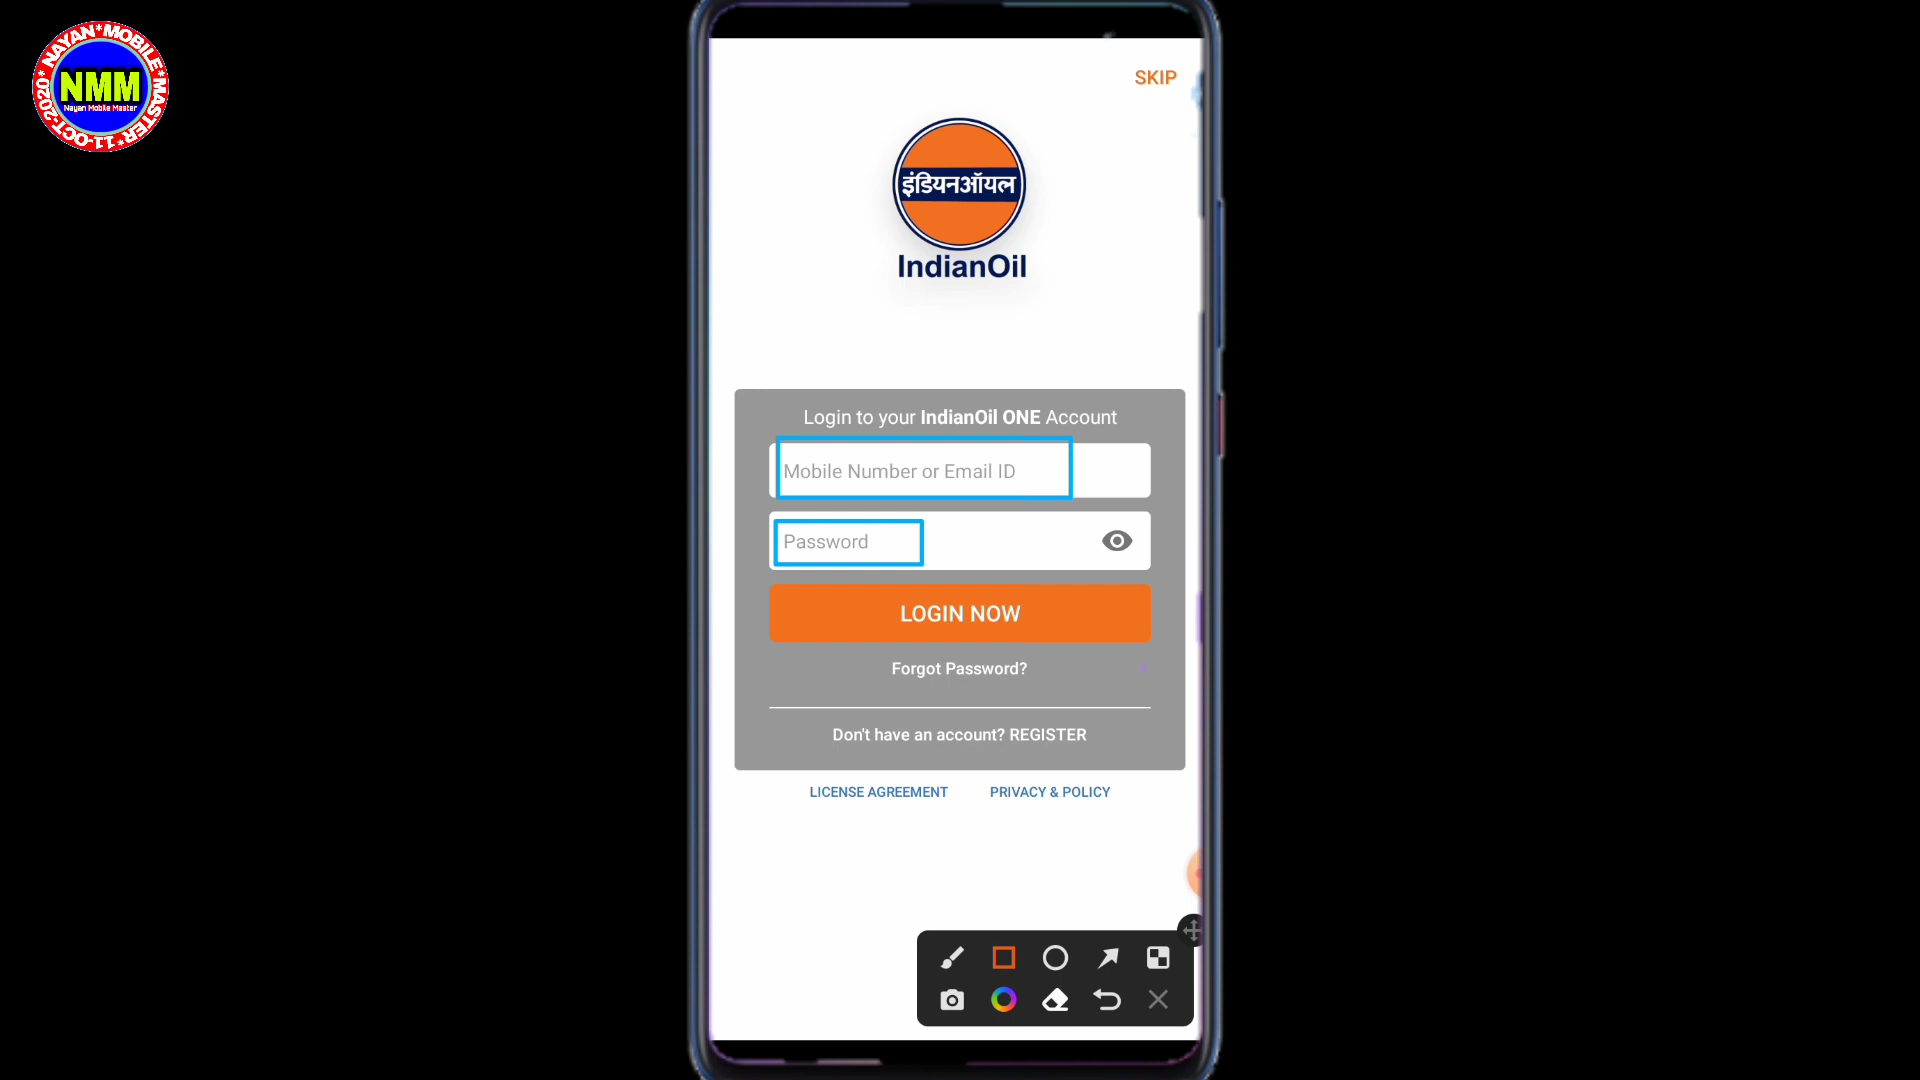 *NAYAN*MOBILE*MASTER*11-OCT-2020
NMM
Nayan Mobile Master
SKIP
इंडियनऑयल
IndianOil
Login to your IndianOil ONE Account
Mobile Number or Email ID
Password
LOGIN NOW
Forgot Password?
Don't have an account? REGISTER
LICENSE AGREEMENT PRIVACY & POLICY